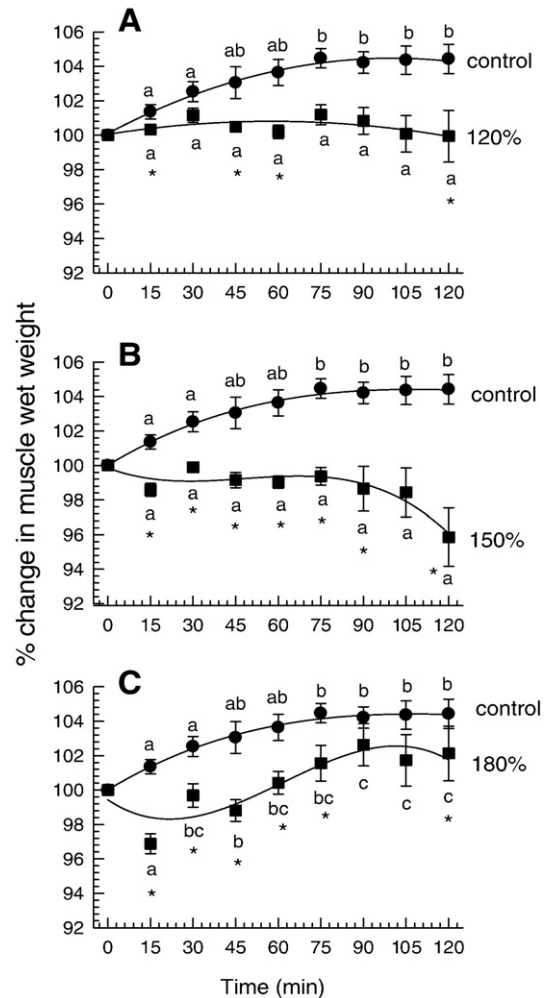 A
106
104
102
100
98
96
94
92
a a ab ab b b b b
control
a a a a a a a a
* * * *
120%
0 15 30 45 60 75 90 105 120
% change in muscle wet weight
B
106
104
102
100
98
96
94
92
a a ab ab b b b b
control
a a a a a a a a
* * * * * * *
150%
0 15 30 45 60 75 90 105 120
C
106
104
102
100
98
96
94
92
a a ab ab b b b b
control
180%
a bc b bc bc c c c
* * * * * *
0 15 30 45 60 75 90 105 120
Time (min)